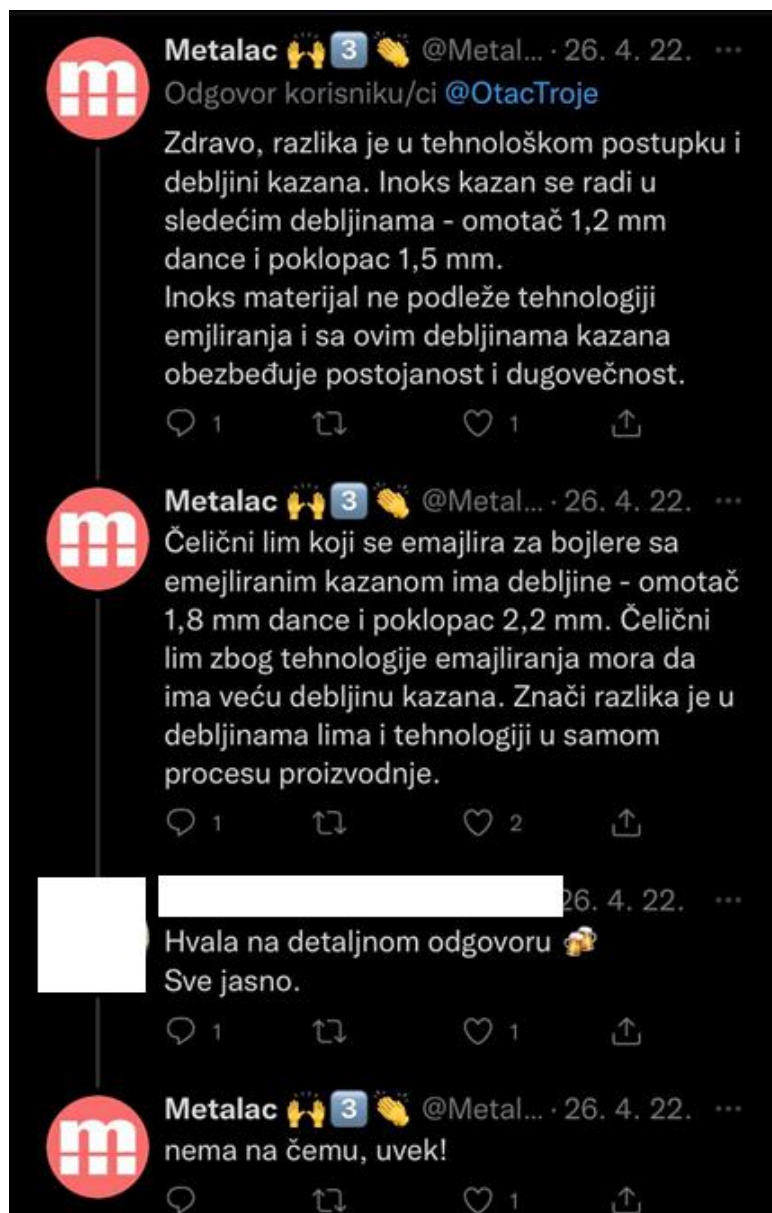 Metalac 🙌 3️⃣ 👏 @Metal... · 26. 4. 22. ...
Odgovor korisniku/ci @OtacTroje
Zdravo, razlika je u tehnološkom postupku i
debljini kazana. Inoks kazan se radi u
sledećim debljinama - omotač 1,2 mm
dance i poklopac 1,5 mm.
Inoks materijal ne podleže tehnologiji
emjliranja i sa ovim debljinama kazana
obezbeđuje postojanost i dugovečnost.
1 1
Metalac 🙌 3️⃣ 👏 @Metal... · 26. 4. 22. ...
Čelični lim koji se emajlira za bojlere sa
emejliranim kazanom ima debljine - omotač
1,8 mm dance i poklopac 2,2 mm. Čelični
lim zbog tehnologije emajliranja mora da
ima veću debljinu kazana. Znači razlika je u
debljinama lima i tehnologiji u samom
procesu proizvodnje.
1 2
26. 4. 22. ...
Hvala na detaljnom odgovoru 🍻
Sve jasno.
1 1
Metalac 🙌 3️⃣ 👏 @Metal... · 26. 4. 22. ...
nema na čemu, uvek!
1